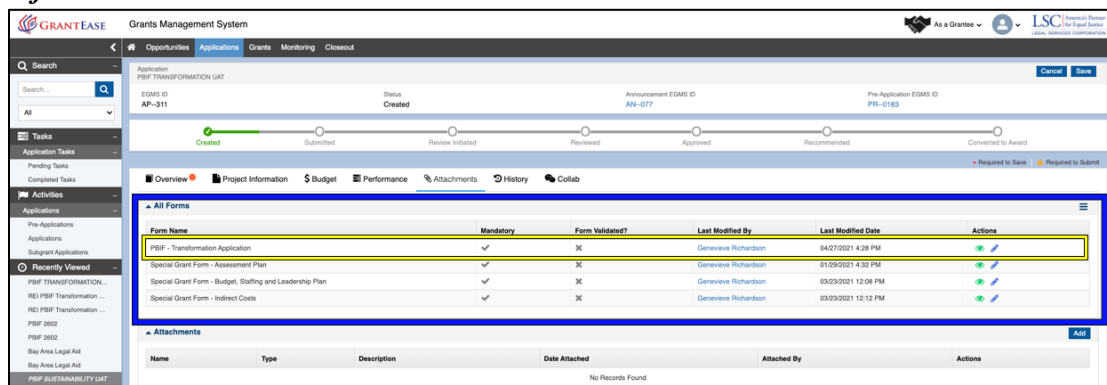 GRANTEASE
Grants Management System
As a Grantee
LSC America's Partner for Equal Justice
LEGAL SERVICES CORPORATION
Opportunities Applications Grants Monitoring Closeout
Search
Search...
All
Tasks
Application Tasks
Pending Tasks
Completed Tasks
Activities
Applications
Pre-Applications
Applications
Subgrant Applications
Recently Viewed
PBIF TRANSFORMATION...
REI PBIF Transformation ...
REI PBIF Transformation ...
PBIF 2602
PBIF 2602
Bay Area Legal Aid
Bay Area Legal Aid
PBIF SUSTAINABILITY UAT
Application
PBIF TRANSFORMATION UAT
Cancel Save
EGMS ID Status Announcement EGMS ID Pre-Application EGMS ID
AP--311 Created AN--077 PR--0183
Created Submitted Review Initiated Reviewed Approved Recommended Converted to Award
Required to Save Required to Submit
Overview Project Information $ Budget Performance Attachments History Collab
All Forms
Form Name Mandatory Form Validated? Last Modified By Last Modified Date Actions
PBIF - Transformation Application Genevieve Richardson 04/27/2021 4:28 PM
Special Grant Form - Assessment Plan Genevieve Richardson 01/29/2021 4:32 PM
Special Grant Form - Budget, Staffing and Leadership Plan Genevieve Richardson 03/23/2021 12:08 PM
Special Grant Form - Indirect Costs Genevieve Richardson 03/23/2021 12:12 PM
Attachments
Add
Name Type Description Date Attached Attached By Actions
No Records Found